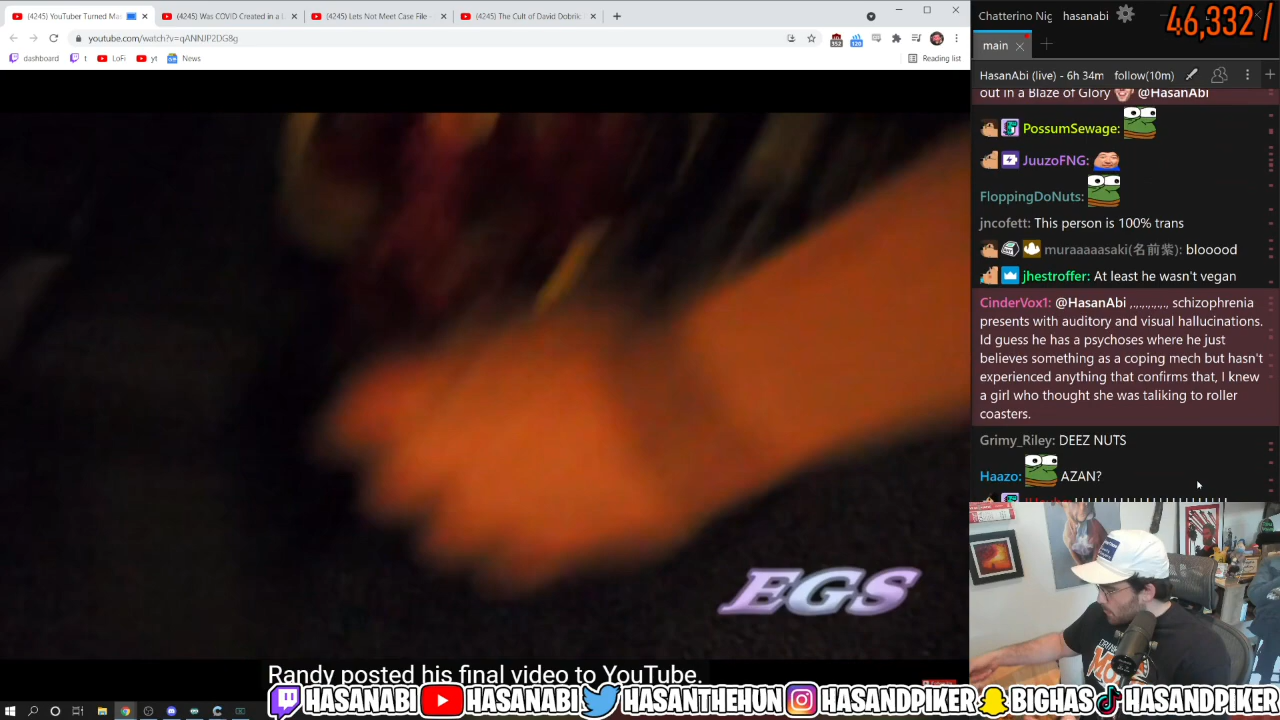 (4245) YouTuber Turned Ma
(4245) Was COVID Created in a
(4245) Lets Not Meet Case File -
(4245) The Cult of David Dobrik
youtube.com/watch?v=qANNJP2DG8g
dashboard
t
LoFi
yt
News
Reading list
Chatterino Nig
hasanabi
46,332 /
main
HasanAbi (live) - 6h 34m
follow(10m)
out in a Blaze of Glory @HasanAbi
PossumSewage:
JuuzoFNG:
FloppingDoNuts:
jncofett: This person is 100% trans
muraaaaasaki(名前紫): bloood
jhestroffer: At least he wasn't vegan
CinderVox1: @HasanAbi ,,.,.,.,.,.., schizophrenia
presents with auditory and visual hallucinations.
Id guess he has a psychoses where he just
believes something as a coping mech but hasn't
experienced anything that confirms that, I knew
a girl who thought she was taliking to roller
coasters.
Grimy_Riley: DEEZ NUTS
Haazo: AZAN?
EGS
Randy posted his final video to YouTube.
HASANABI HASANABI HASANTHEHUN HASANDPIKER BIGHAS HASANDPIKER